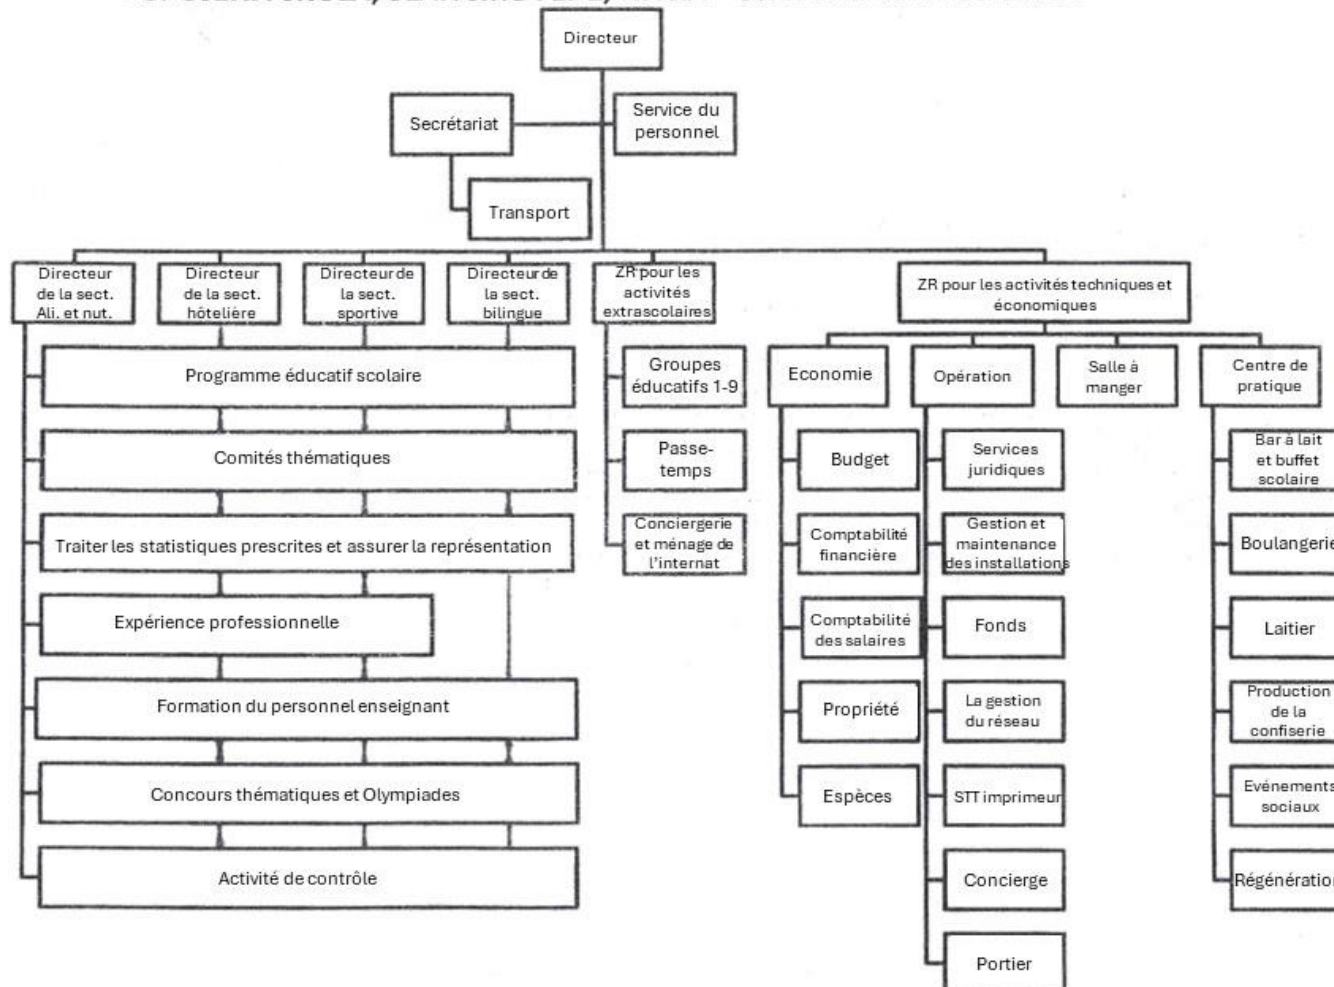 Directeur
Secrétariat
Service du
personnel
Transport
Directeur
de la sect.
Ali. et nut.
Directeur
de la sect.
hôtelière
Directeur de
la sect.
sportive
Directeur de
la sect.
bilingue
ZR pour les
activités
extrascolaires
ZR pour les activités techniques et
économiques
Programme éducatif scolaire
Comités thématiques
Traiter les statistiques prescrites et assurer la représentation
Expérience professionnelle
Formation du personnel enseignant
Concours thématiques et Olympiades
Activité de contrôle
Groupes
éducatifs 1-9
Passe-
temps
Conciergerie
et ménage de
l'internat
Economie
Budget
Comptabilité
financière
Comptabilité
des salaires
Propriété
Espèces
Opération
Services
juridiques
Gestion et
maintenance
des installations
Fonds
La gestion
du réseau
STT imprimeur
Concierge
Portier
Salle à
manger
Centre de
pratique
Bar à lait
et buffet
scolaire
Boulangerie
Laitier
Production
de la
confiserie
Evénements
sociaux
Régénération